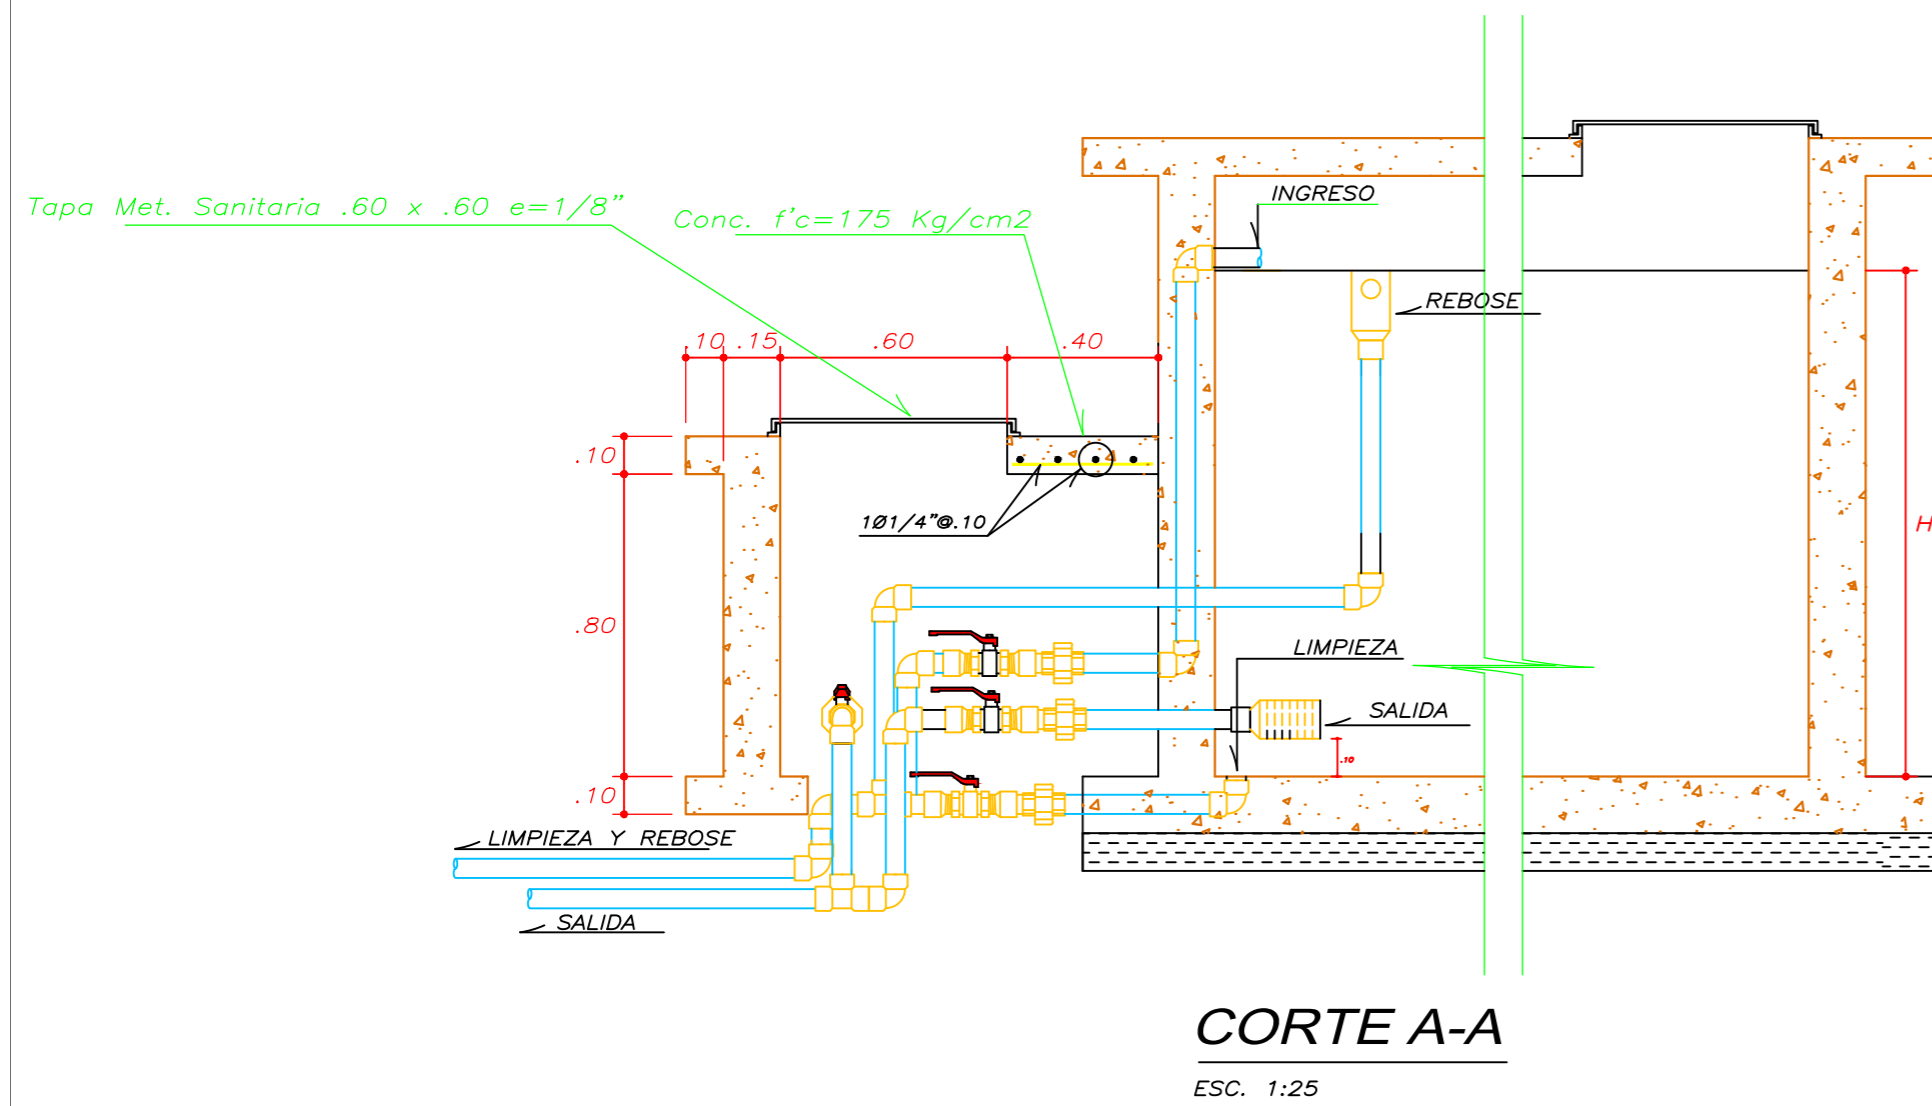 INGRESO
Tapa Met. Sanitaria .60 x .60 e=1/8"
Conc. f'c=175 Kg/cm2
REBOSE
.10 .15 .60 .40
.10
1Ø1/4"@.10
H
.80
LIMPIEZA
SALIDA
.10
.10
LIMPIEZA Y REBOSE
SALIDA
CORTE A-A
ESC. 1:25